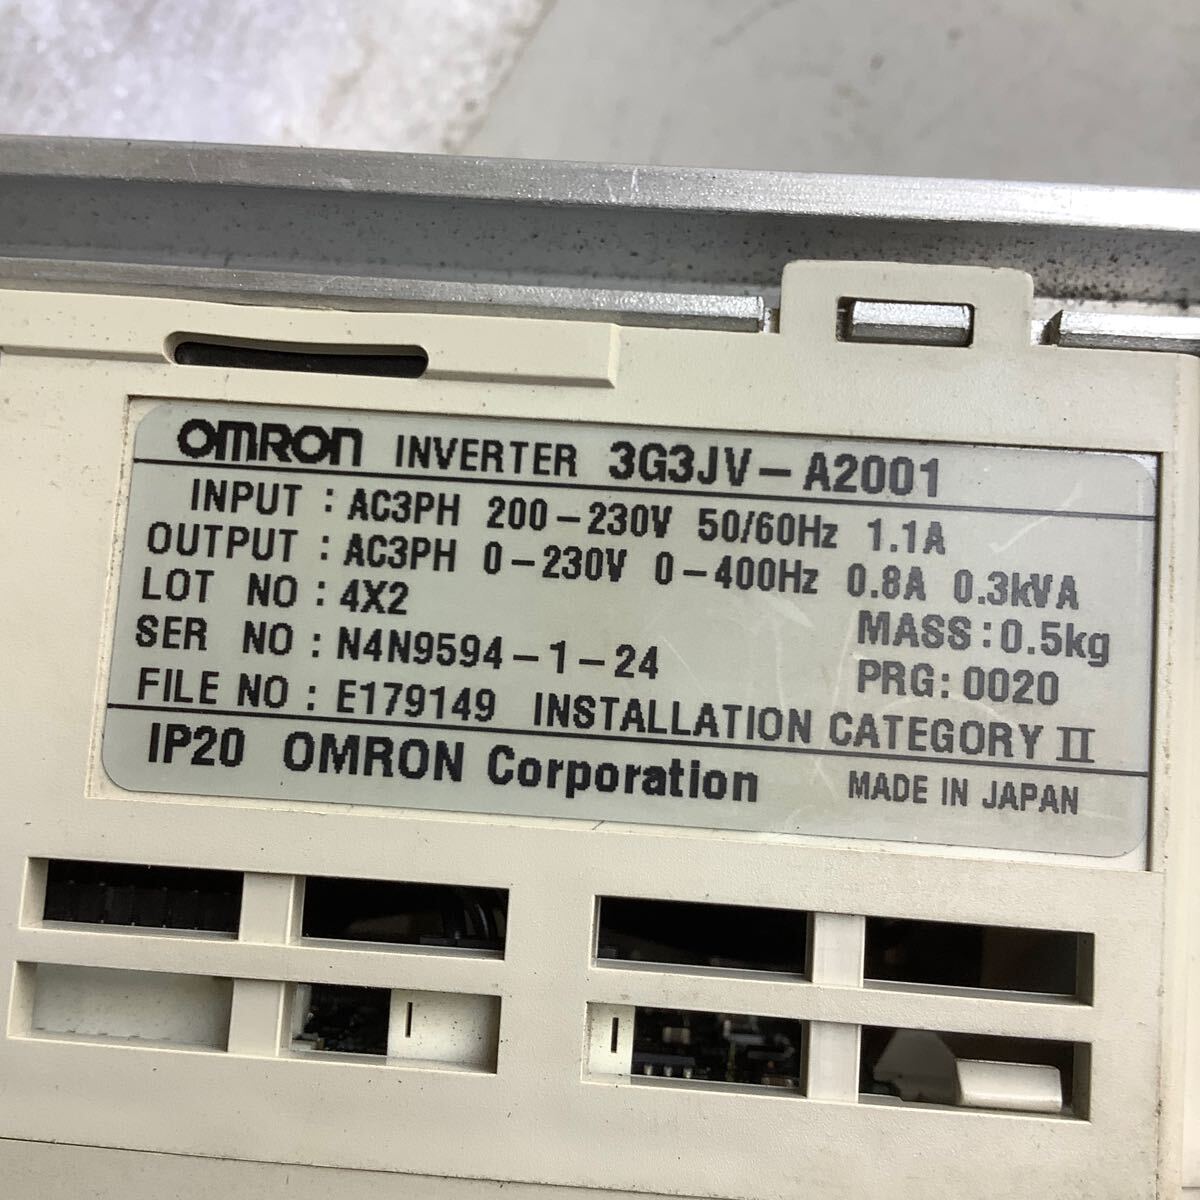 OMRON INVERTER 3G3JV-A2001
INPUT : AC3PH 200-230V 50/60Hz 1.1A
OUTPUT : AC3PH 0-230V 0-400Hz 0.8A 0.3kVA
LOT NO : 4X2 MASS : 0.5kg
SER NO : N4N9594-1-24 PRG: 0020
FILE NO : E179149 INSTALLATION CATEGORY II
IP20 OMRON Corporation MADE IN JAPAN